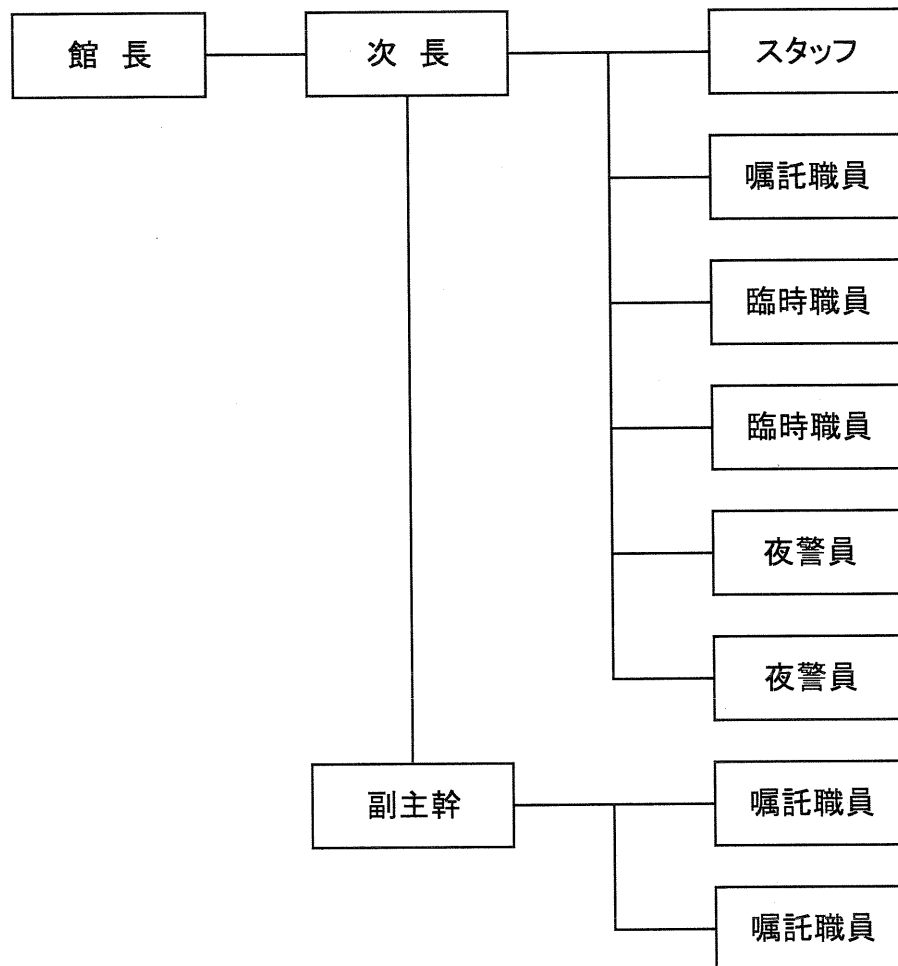 館 長
次 長
スタッフ
嘱託職員
臨時職員
臨時職員
夜警員
夜警員
副主幹
嘱託職員
嘱託職員